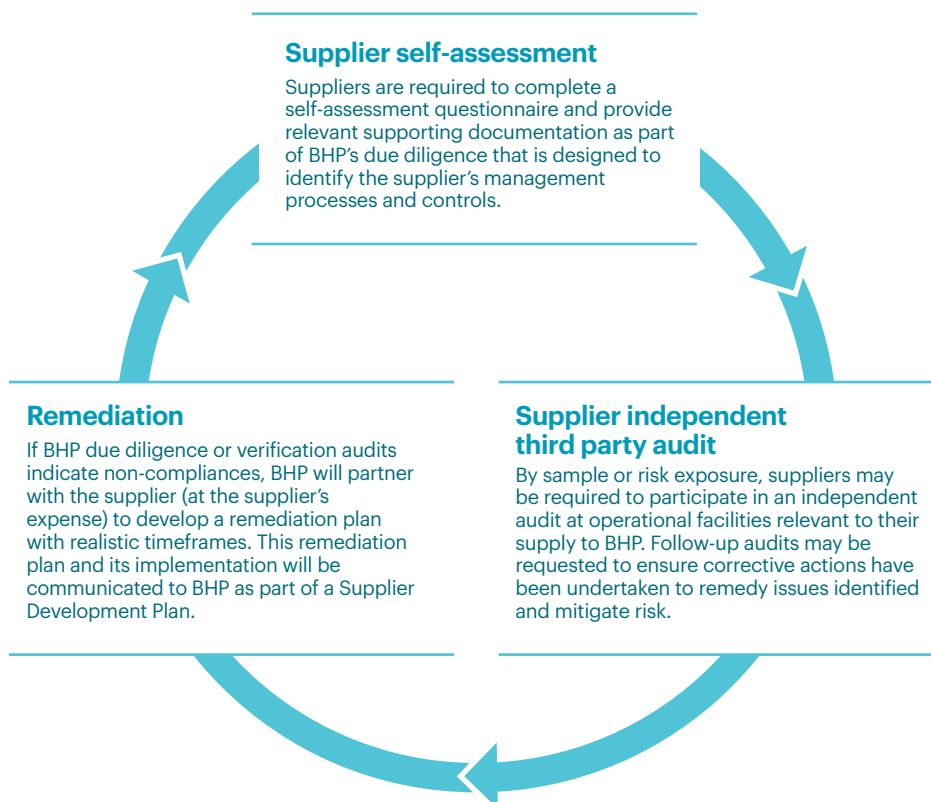 Supplier self-assessment
Suppliers are required to complete a
self-assessment questionnaire and provide
relevant supporting documentation as part
of BHP’s due diligence that is designed to
identify the supplier’s management
processes and controls.
Remediation
If BHP due diligence or verification audits
indicate non-compliances, BHP will partner
with the supplier (at the supplier’s
expense) to develop a remediation plan
with realistic timeframes. This remediation
plan and its implementation will be
communicated to BHP as part of a Supplier
Development Plan.
Supplier independent
third party audit
By sample or risk exposure, suppliers may
be required to participate in an independent
audit at operational facilities relevant to their
supply to BHP. Follow-up audits may be
requested to ensure corrective actions have
been undertaken to remedy issues identified
and mitigate risk.